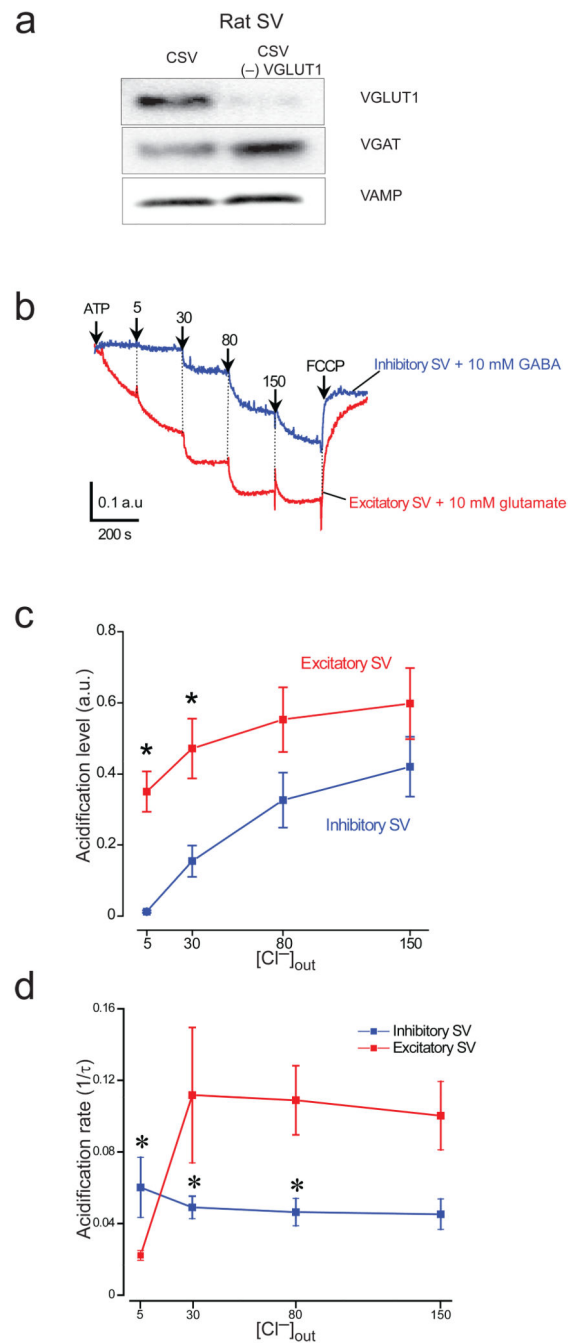 a
Rat SV
CSV
CSV
(–) VGLUT1
VGLUT1
VGAT
VAMP
b
ATP
5
30
80
150
FCCP
Inhibitory SV + 10 mM GABA
Excitatory SV + 10 mM glutamate
0.1 a.u
200 s
c
Acidification level (a.u.)
0.8
0.6
0.4
0.2
0
*
*
Excitatory SV
Inhibitory SV
5
30
80
150
[Cl–]out
d
Acidification rate (1/τ)
0.16
0.12
0.08
0.04
0
Inhibitory SV
Excitatory SV
*
*
*
5
30
80
150
[Cl–]out